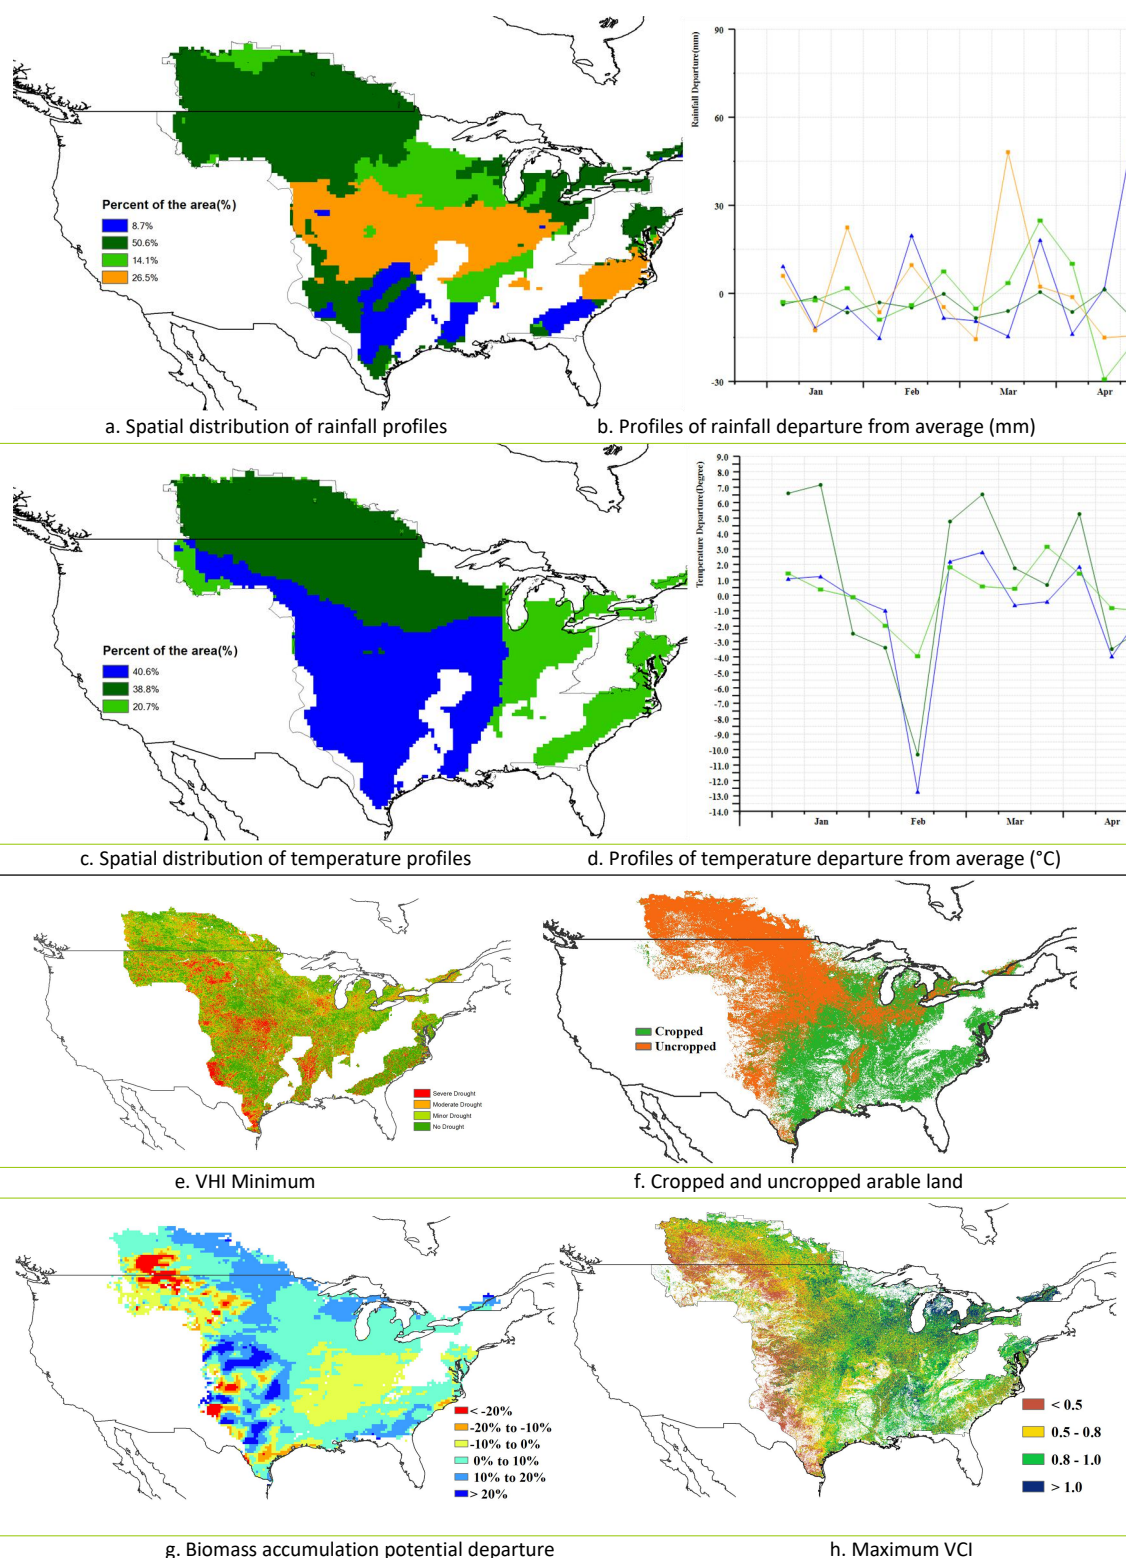 90
60
30
0
-30
Rainfall Departure(mm)
Jan Feb Mar Apr
Percent of the area(%)
8.7%
50.6%
14.1%
26.5%
a. Spatial distribution of rainfall profiles b. Profiles of rainfall departure from average (mm)
9.0
8.0
7.0
6.0
5.0
4.0
3.0
2.0
1.0
0.0
-1.0
-2.0
-3.0
-4.0
-5.0
-6.0
-7.0
-8.0
-9.0
-10.0
-11.0
-12.0
-13.0
-14.0
Temperature Departure(Degree)
Jan Feb Mar Apr
Percent of the area(%)
40.6%
38.8%
20.7%
c. Spatial distribution of temperature profiles d. Profiles of temperature departure from average (°C)
Severe Drought
Moderate Drought
Minor Drought
No Drought
Cropped
Uncropped
e. VHI Minimum f. Cropped and uncropped arable land
< -20%
-20% to -10%
-10% to 0%
0% to 10%
10% to 20%
> 20%
< 0.5
0.5 - 0.8
0.8 - 1.0
> 1.0
g. Biomass accumulation potential departure h. Maximum VCI